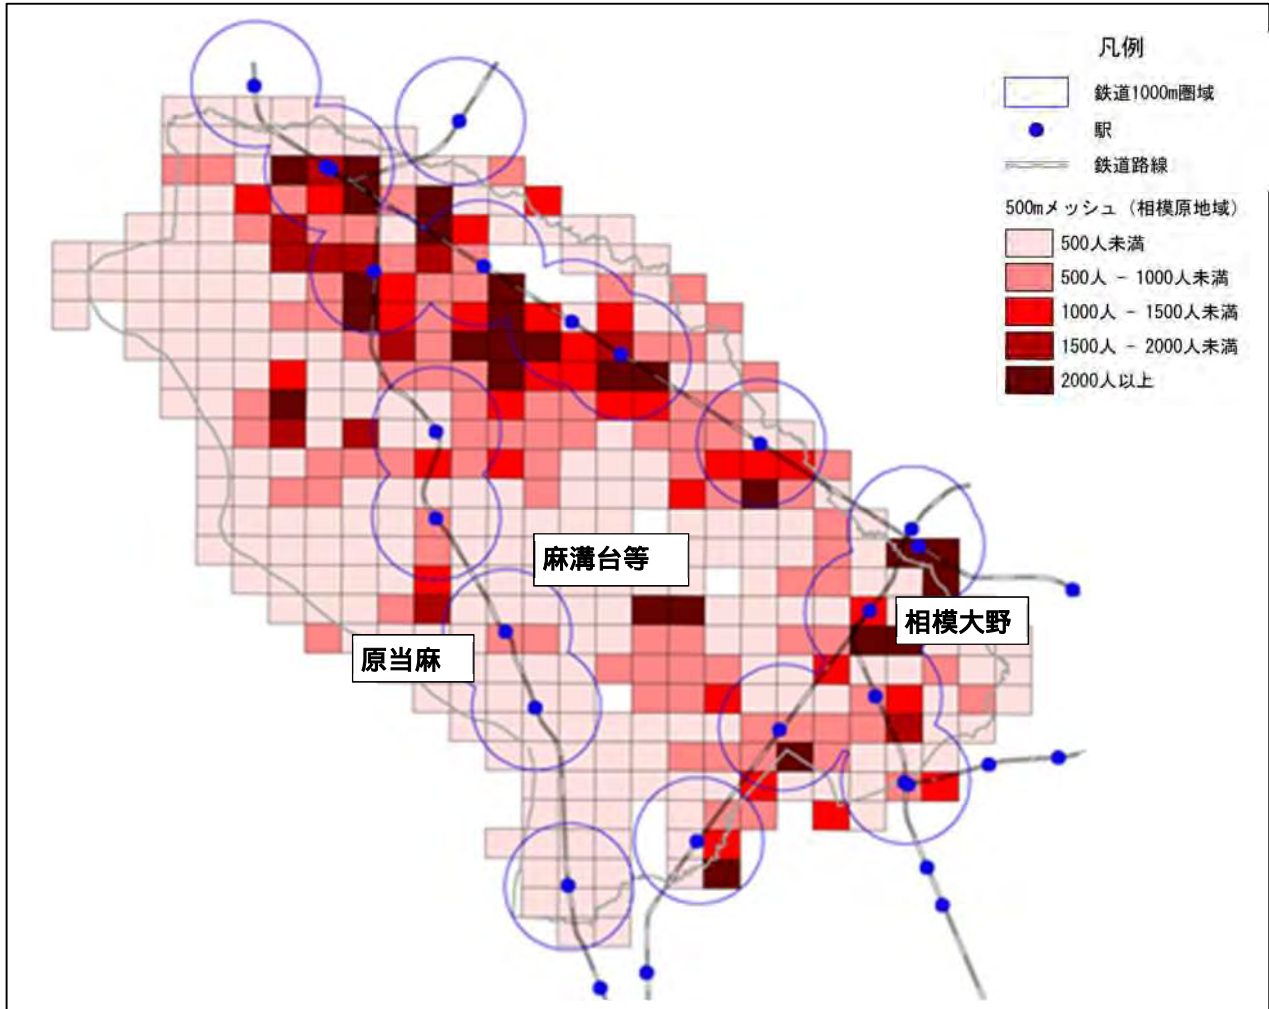 凡例
鉄道1000m圏域
駅
鉄道路線
500mメッシュ（相模原地域）
500人未満
500人 - 1000人未満
1000人 - 1500人未満
1500人 - 2000人未満
2000人以上
麻溝台等
相模大野
原当麻